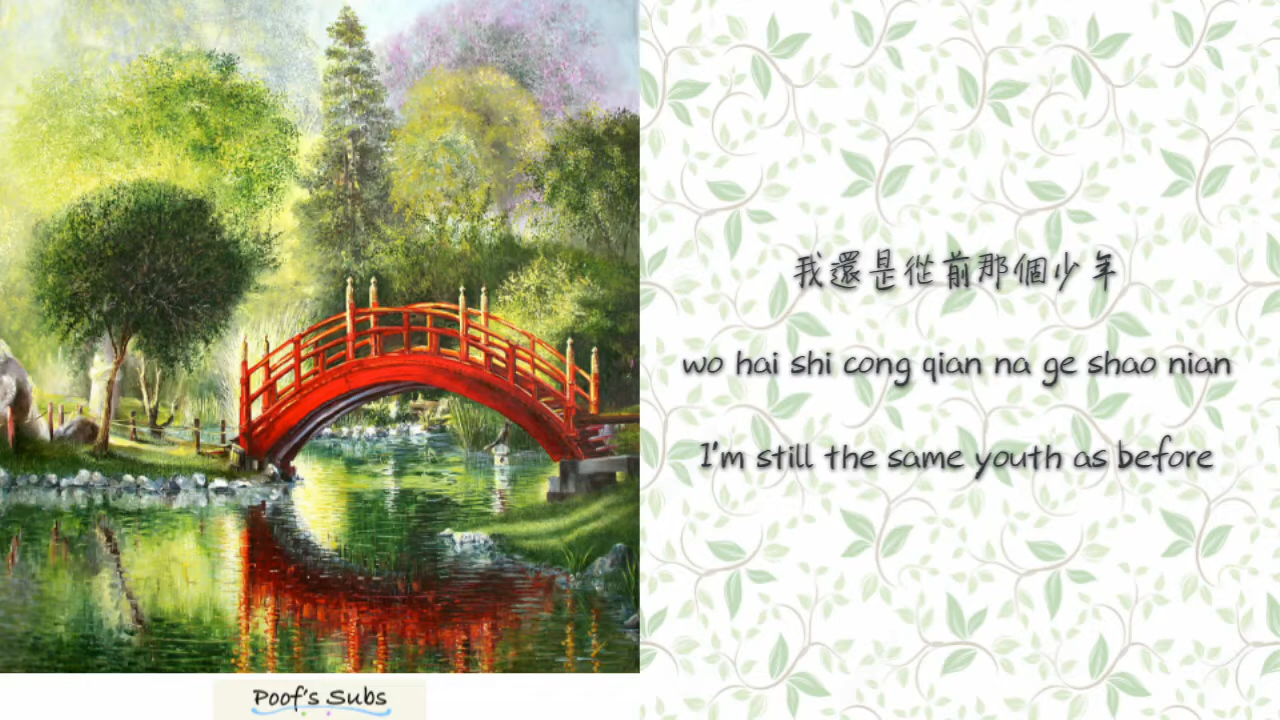 我還是從前那個少年
wo hai shi cong qian na ge shao nian
I'm still the same youth as before
Poof's Subs